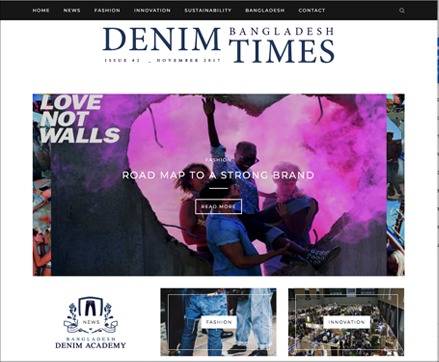 HOME NEWS FASHION INNOVATION SUSTAINABILITY BANGLADESH CONTACT
DENIM BANGLADESH TIMES
ISSUE #2 _ NOVEMBER 2017
LOVE
NOT
WALLS
FASHION
ROAD MAP TO A STRONG BRAND
READ MORE
NEWS
BANGLADESH
DENIM ACADEMY
FASHION
INNOVATION